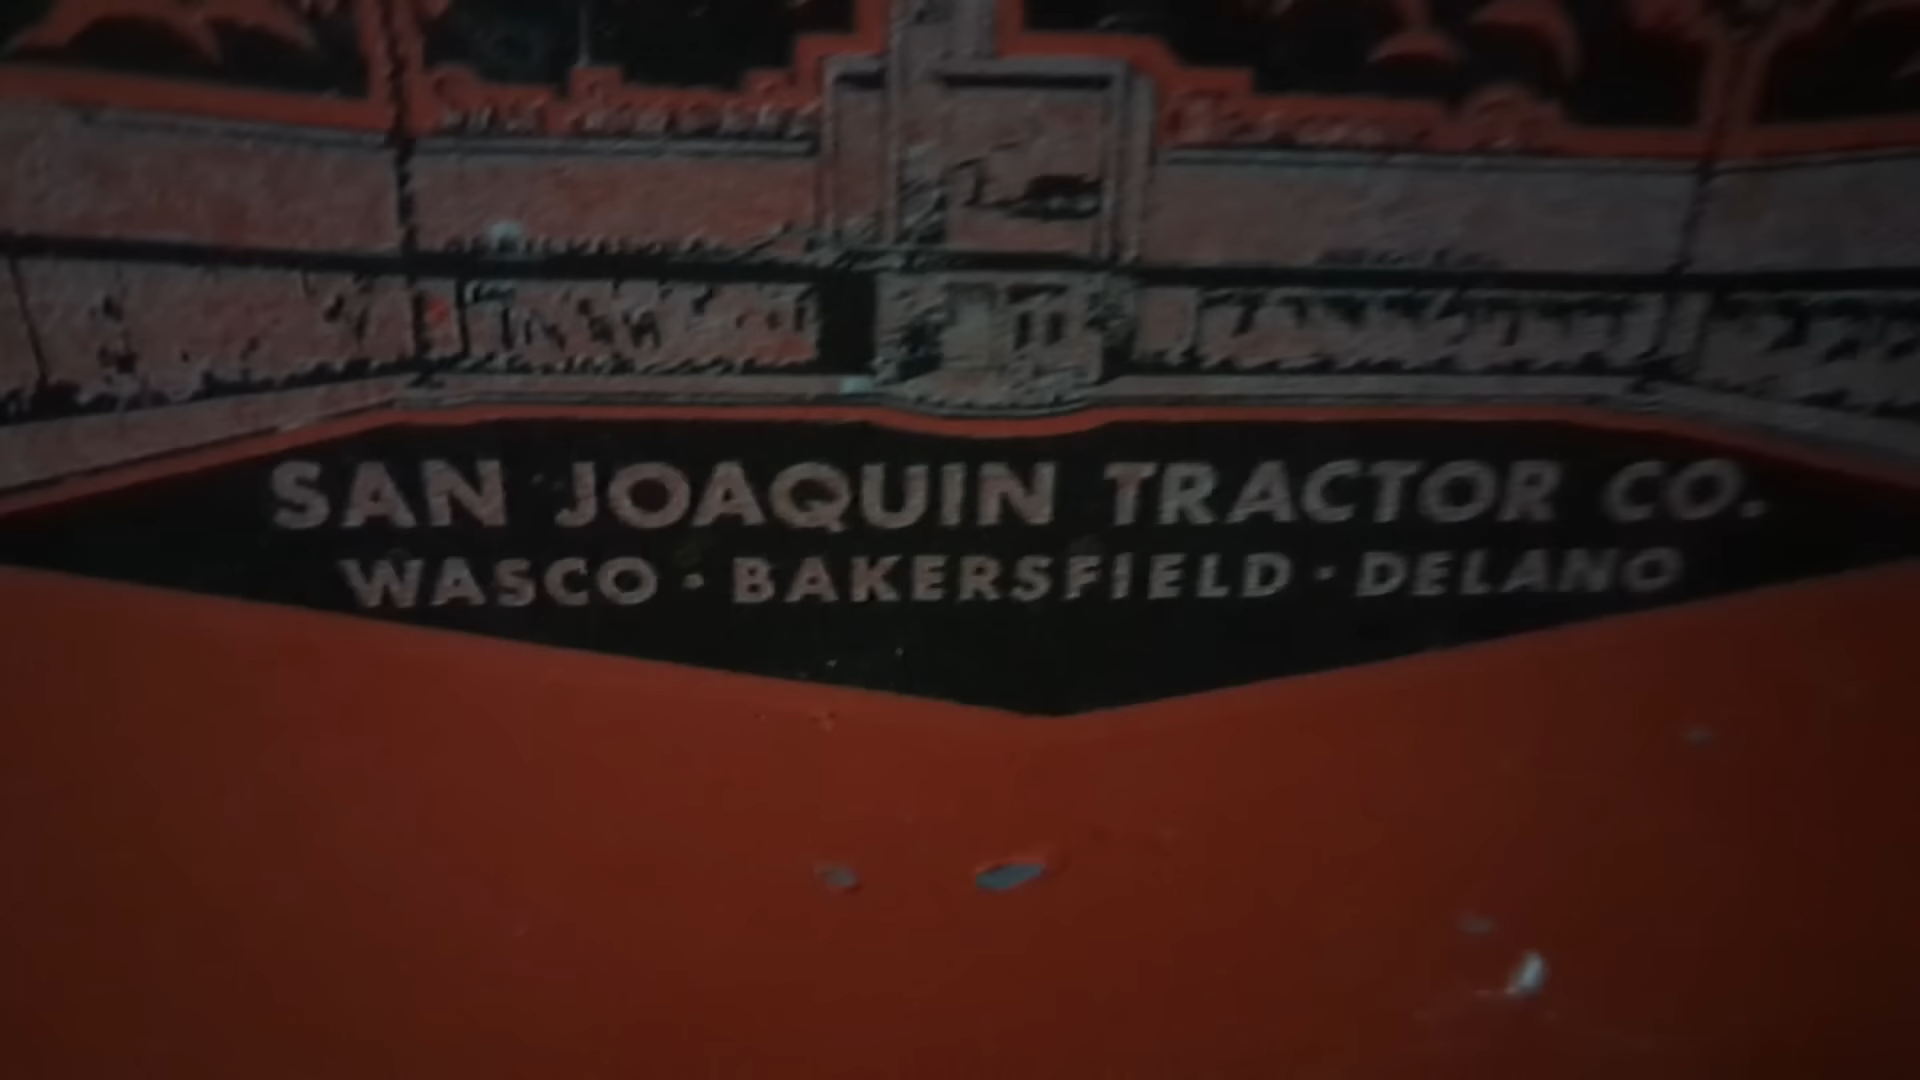 SAN JOAQUIN TRACTOR CO.
WASCO · BAKERSFIELD · DELANO